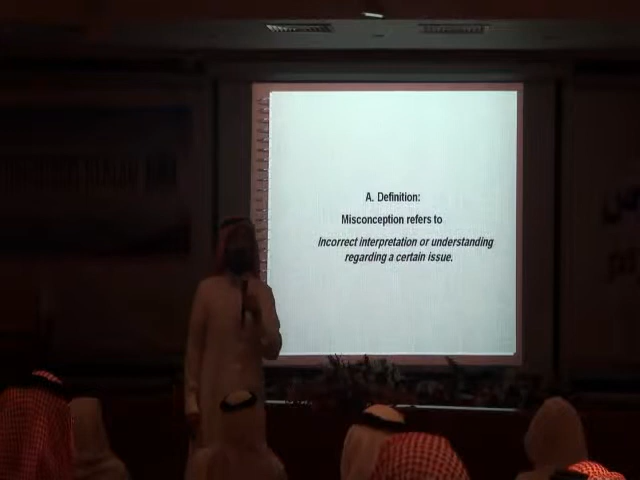 A. Definition:
Misconception refers to
Incorrect interpretation or understanding
regarding a certain issue.